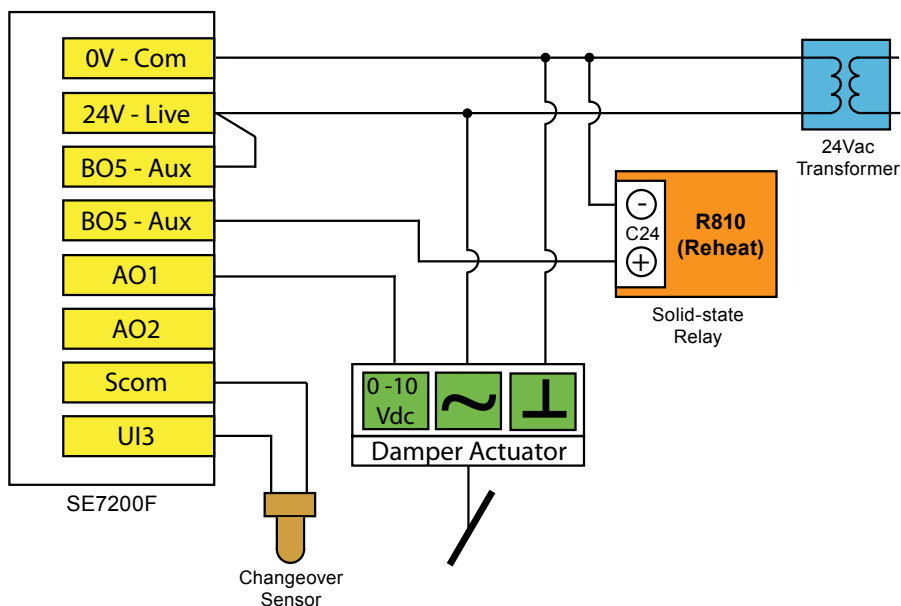 0V - Com
24V - Live
BO5 - Aux
BO5 - Aux
AO1
AO2
Scom
UI3
SE7200F
24Vac
Transformer
-
C24
+
R810
(Reheat)
Solid-state
Relay
0 -10
Vdc
~
Damper Actuator
Changeover
Sensor